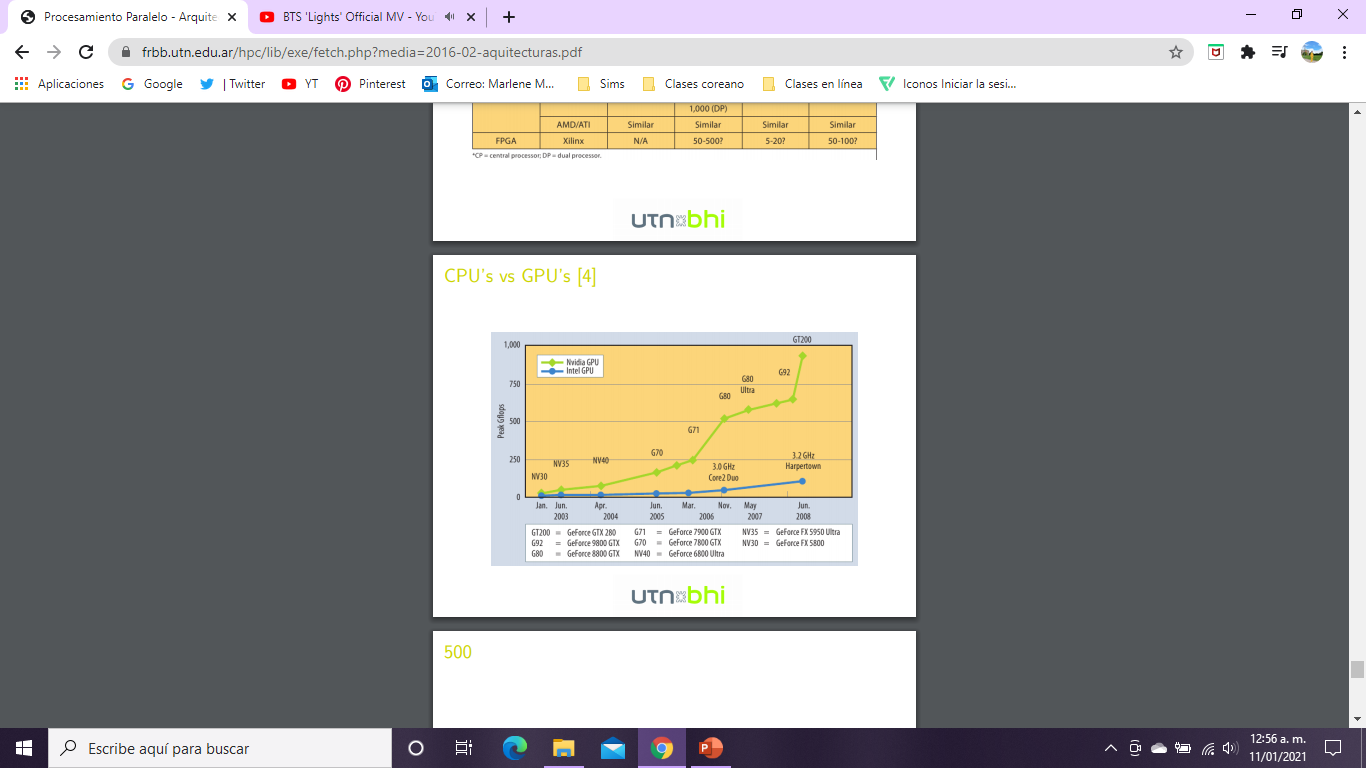 Procesamiento Paralelo - Arquite
BTS 'Lights' Official MV - You
frbb.utn.edu.ar/hpc/lib/exe/fetch.php?media=2016-02-aquitecturas.pdf
Aplicaciones Google | Twitter YT Pinterest Correo: Marlene M... Sims Clases coreano Clases en línea Iconos Iniciar la sesi...
1,000 (DP)
AMD/ATI Similar Similar Similar Similar
FPGA Xilinx N/A 50-500? 5-20? 50-100?
*CP = central processor; DP = dual processor.
utn bhi
CPU's vs GPU's [4]
GT200
1,000
Nvidia GPU
Intel GPU
G92
750
G80
Ultra
G80
Peak Gflops
500
G71
G70
3.2 GHz
Harpertown
250
NV40
NV35
3.0 GHz
Core2 Duo
NV30
0
Jan. Jun. Apr. Jun. Mar. Nov. May Jun.
2003 2004 2005 2006 2007 2008
GT200 = GeForce GTX 280 G71 = GeForce 7900 GTX NV35 = GeForce FX 5950 Ultra
G92 = GeForce 9800 GTX G70 = GeForce 7800 GTX NV30 = GeForce FX 5800
G80 = GeForce 8800 GTX NV40 = GeForce 6800 Ultra
utn bhi
500
Escribe aquí para buscar
12:56 a. m.
11/01/2021